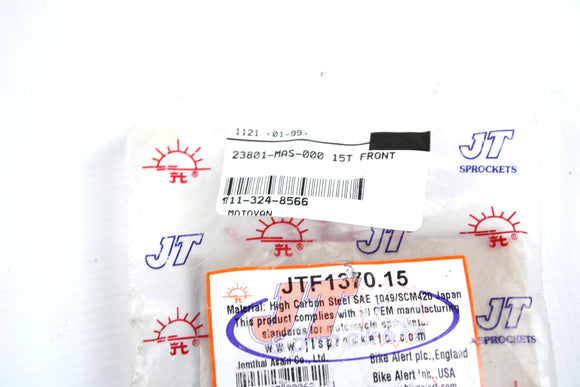 1121 <01-99>
23801-MAS-000 15T FRONT
11-324-8566
MOTOVAN
JT
SPROCKETS
JT
JT
JTF1370.15
Material: High Carbon Steel SAE 1049/SCM420 Japan
This product complies with all OEM manufacturing
standards for motorcycle sprockets.
www.jtsprockets.com
Jomthai Asahi Co., Ltd.
Bike Alert plc., England
Bike Alert Inc., USA
SPROCKETS